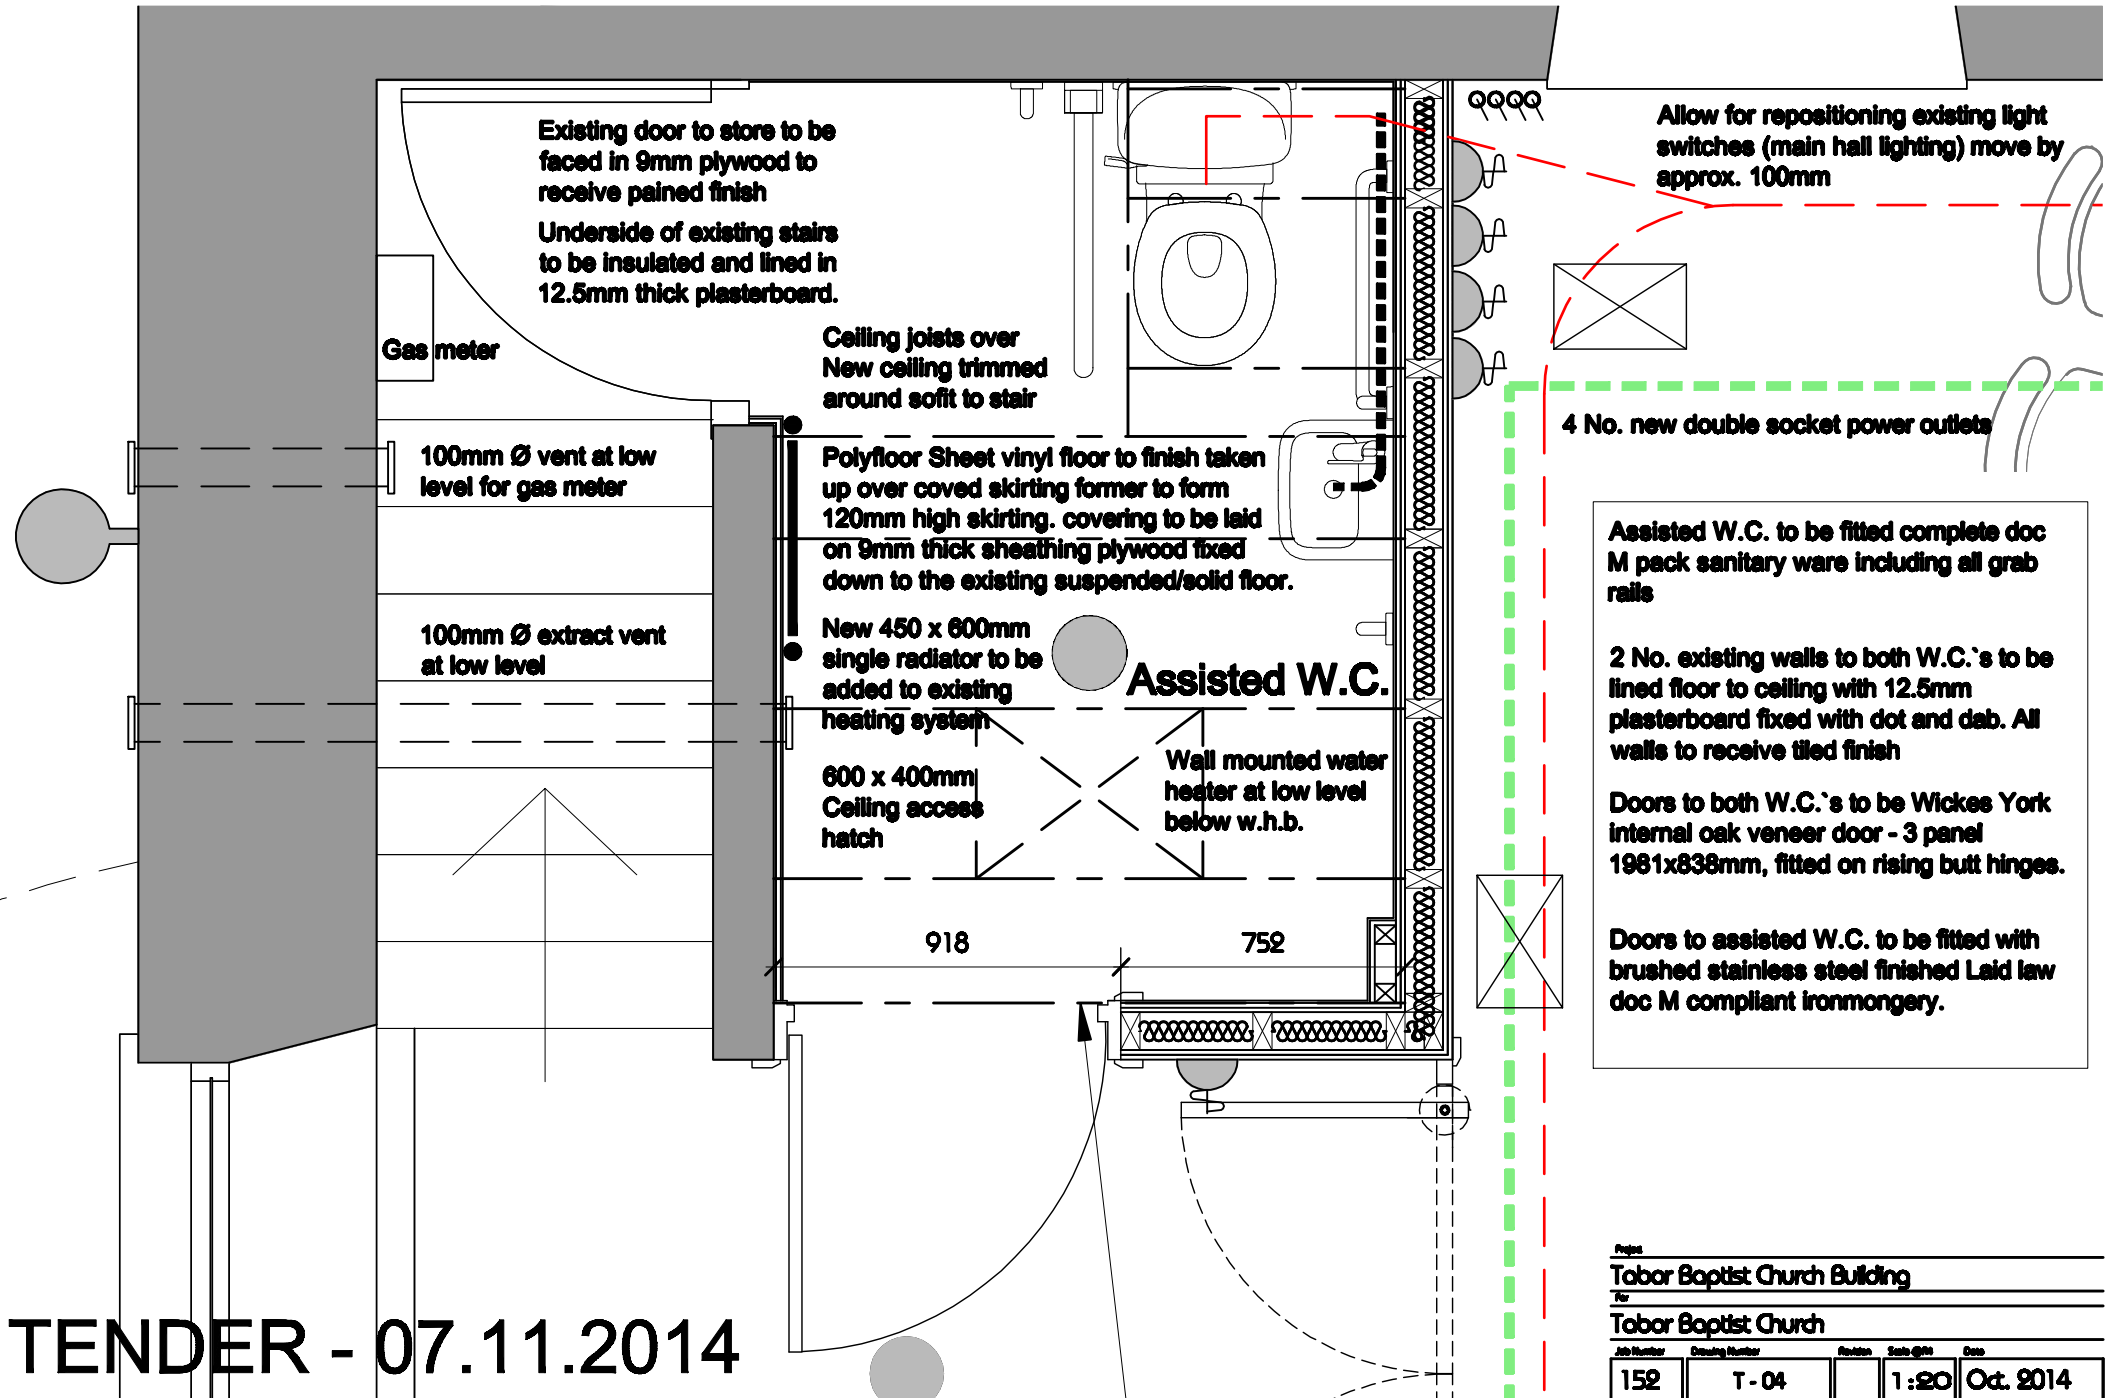 Existing door to store to be
faced in 9mm plywood to
receive pained finish
Underside of existing stairs
to be insulated and lined in
12.5mm thick plasterboard.
Allow for repositioning existing light
switches (main hall lighting) move by
approx. 100mm
Gas meter
Ceiling joists over
New ceiling trimmed
around sofit to stair
4 No. new double socket power outlets
100mm Ø vent at low
level for gas meter
Polyfloor Sheet vinyl floor to finish taken
up over coved skirting former to form
120mm high skirting. covering to be laid
on 9mm thick sheathing plywood fixed
down to the existing suspended/solid floor.
100mm Ø extract vent
at low level
New 450 x 600mm
single radiator to be
added to existing
heating system
Assisted W.C.
600 x 400mm
Ceiling access
hatch
Wall mounted water
heater at low level
below w.h.b.
918
752
Assisted W.C. to be fitted complete doc
M pack sanitary ware including all grab
rails
2 No. existing walls to both W.C.`s to be
lined floor to ceiling with 12.5mm
plasterboard fixed with dot and dab. All
walls to receive tiled finish
Doors to both W.C.`s to be Wickes York
internal oak veneer door - 3 panel
1981x838mm, fitted on rising butt hinges.
Doors to assisted W.C. to be fitted with
brushed stainless steel finished Laid law
doc M compliant ironmongery.
TENDER - 07.11.2014
Project
Tabor Baptist Church Building
For
Tabor Baptist Church
Job Number Drawing Number Revision Scale @A4 Date
152 T - 04 1:20 Oct. 2014